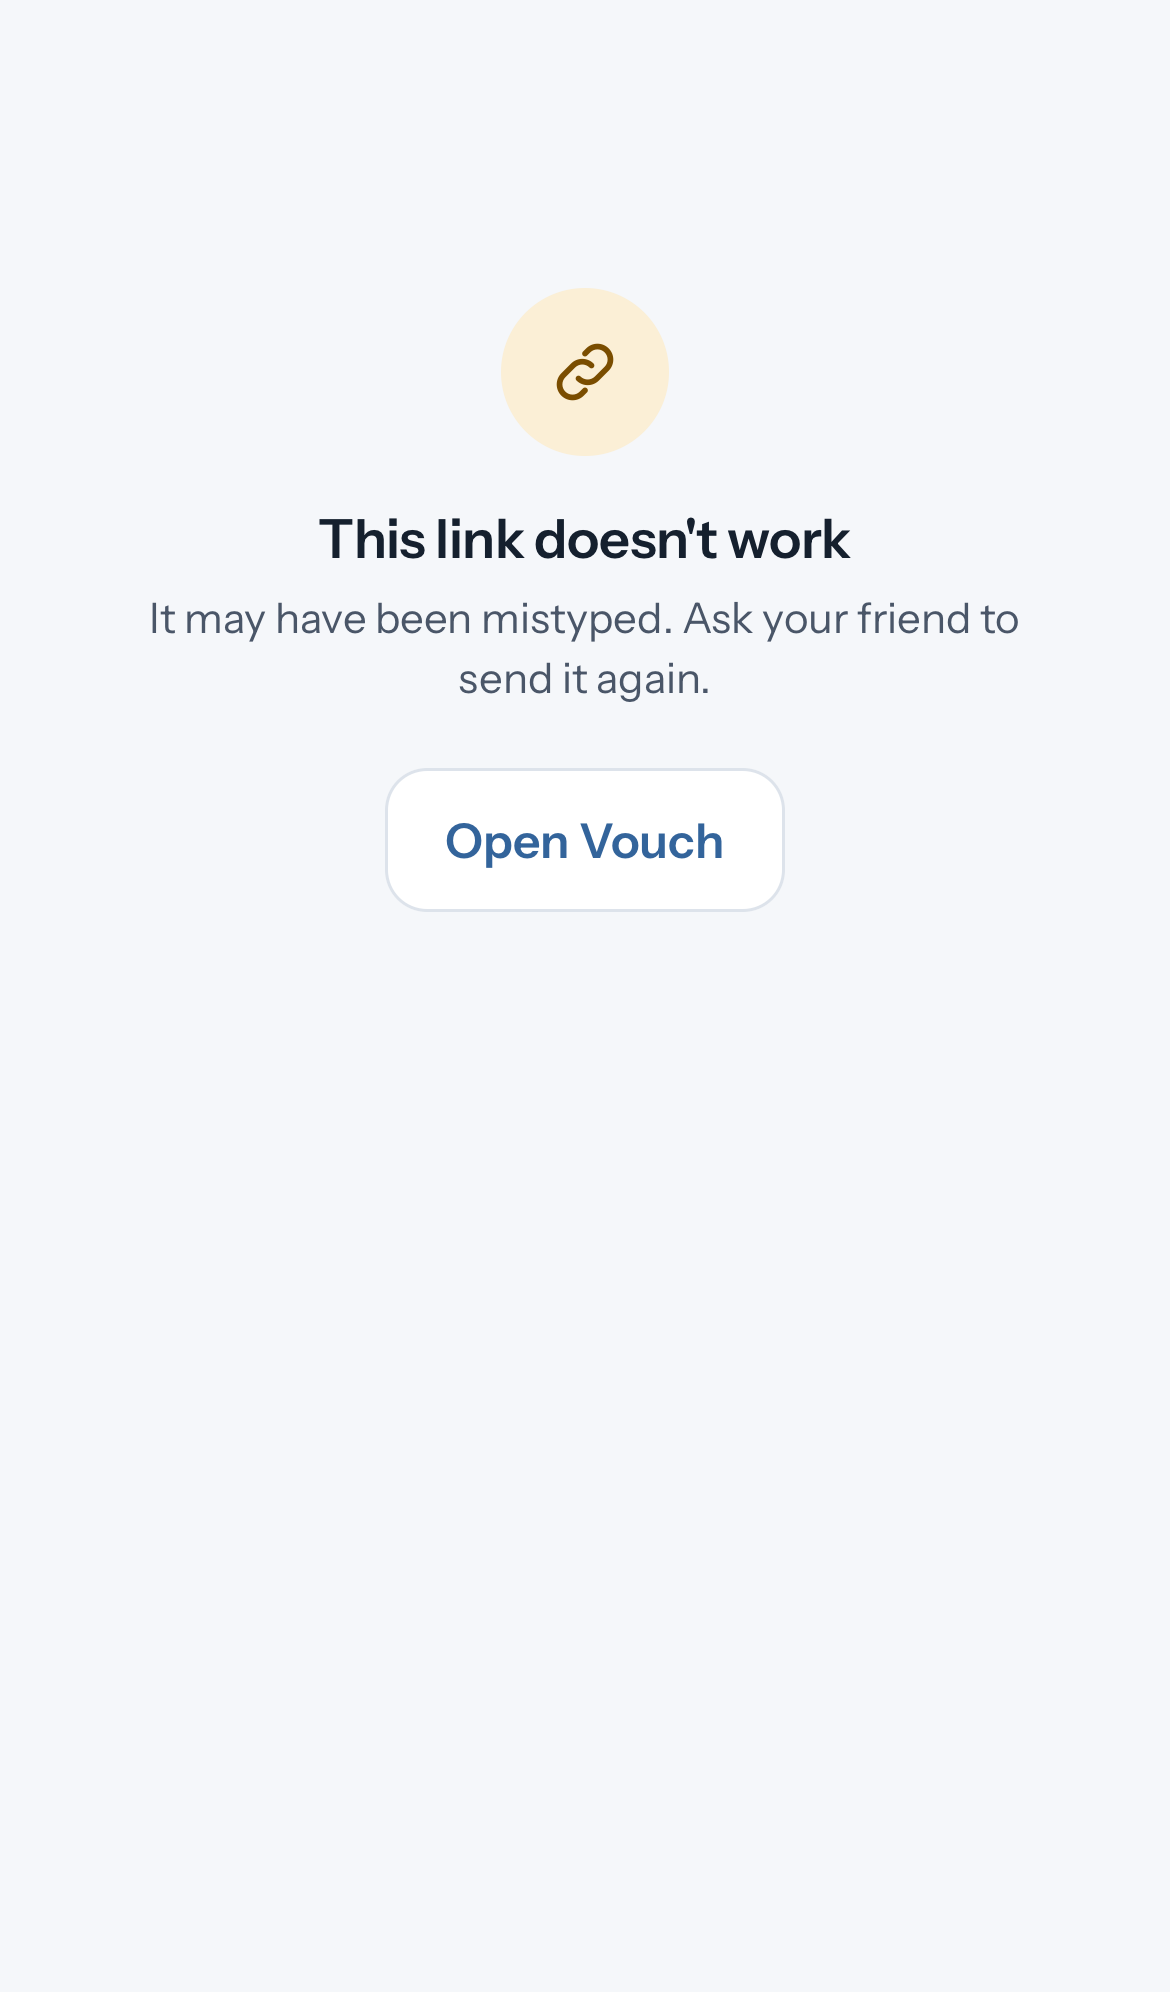 This link doesn't work
It may have been mistyped. Ask your friend to
send it again.
Open Vouch